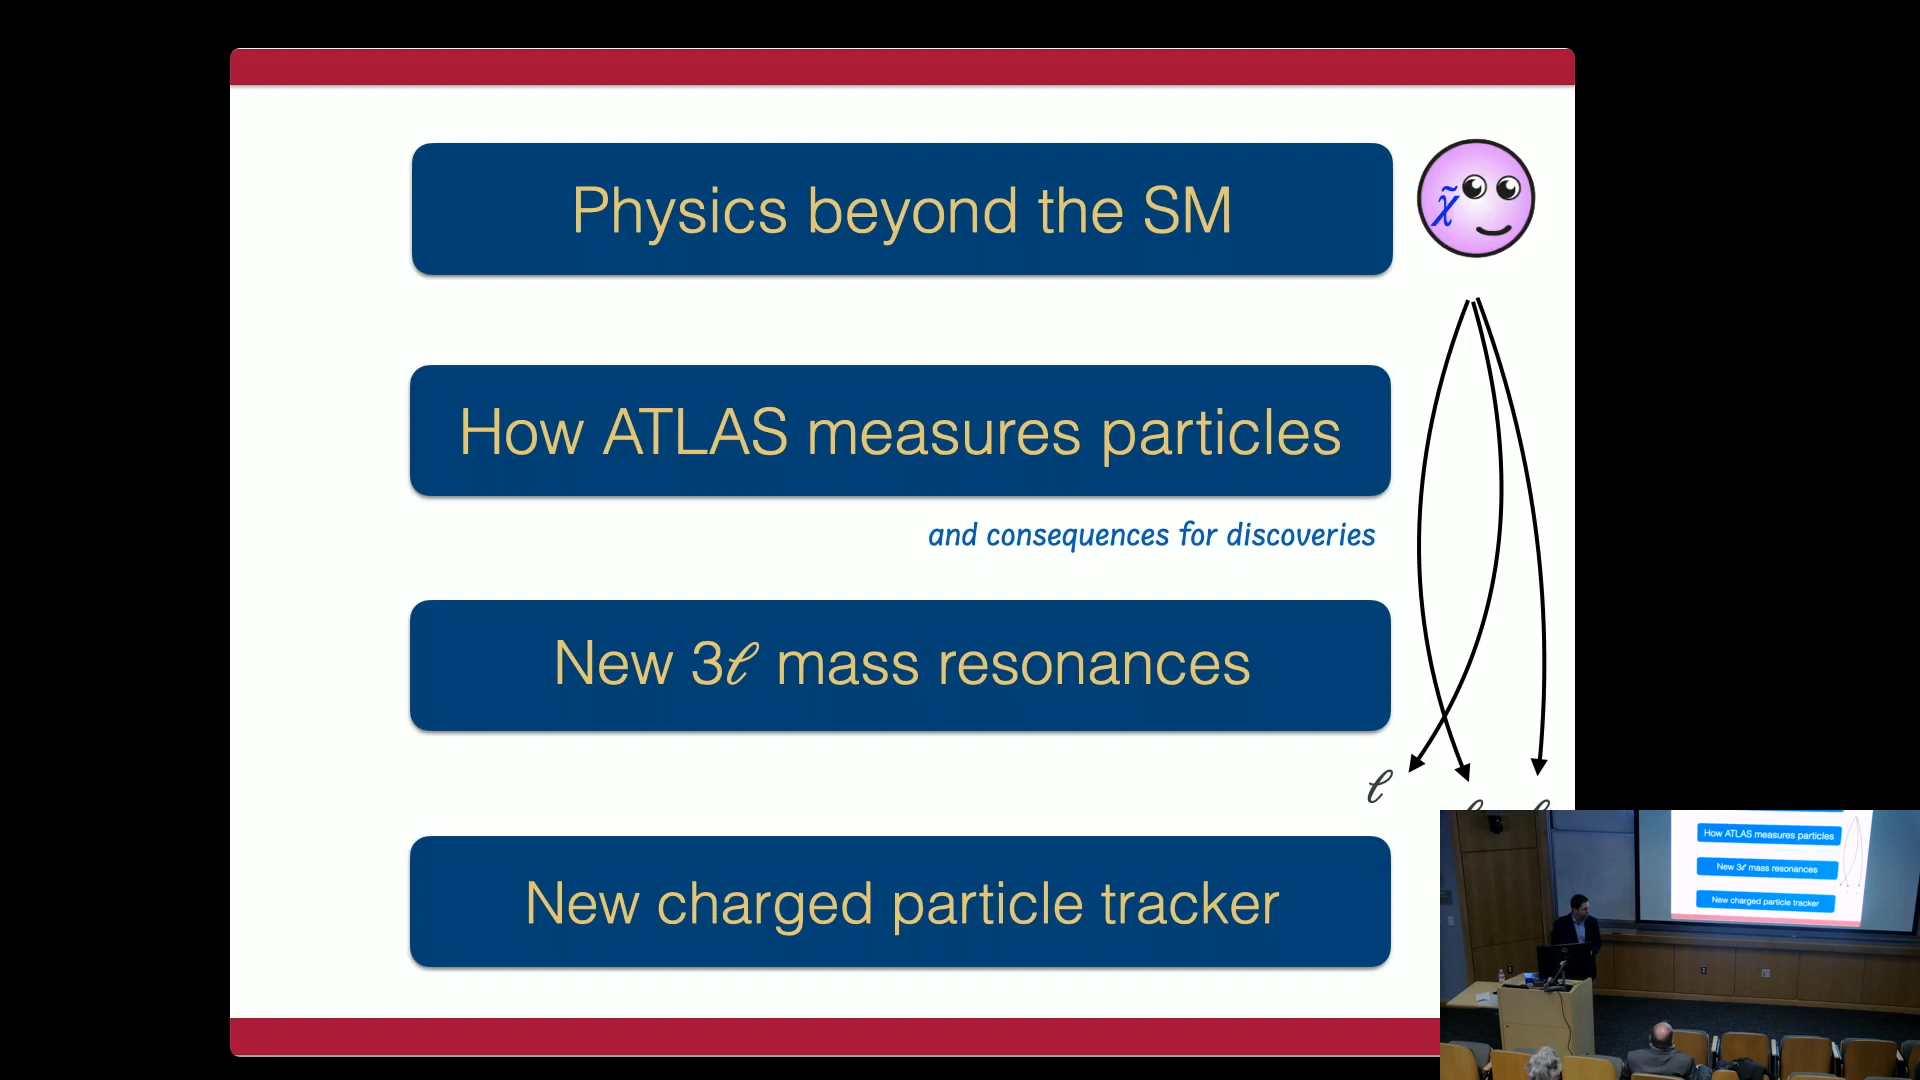 Physics beyond the SM
χ̃
How ATLAS measures particles
and consequences for discoveries
New 3ℓ mass resonances
ℓ
New charged particle tracker
How ATLAS measures particles
New 3ℓ mass resonances
New charged particle tracker